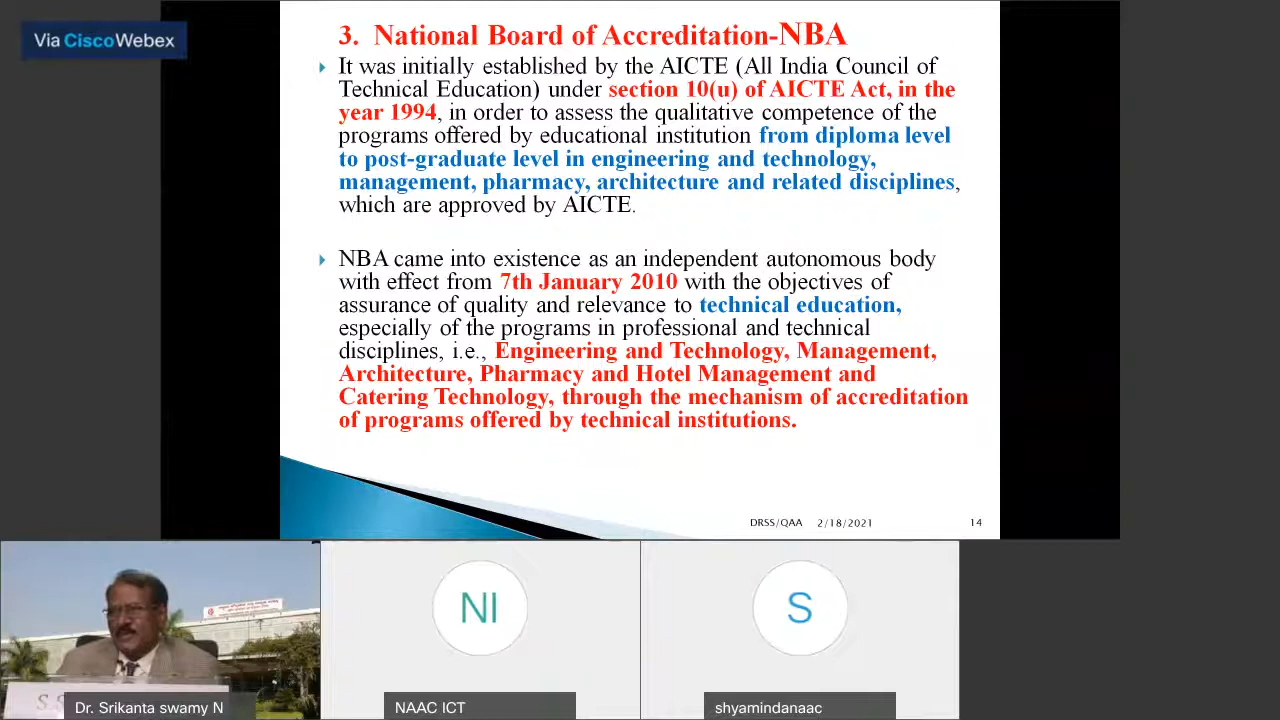 Via Cisco Webex
3. National Board of Accreditation-NBA
It was initially established by the AICTE (All India Council of
Technical Education) under section 10(u) of AICTE Act, in the
year 1994, in order to assess the qualitative competence of the
programs offered by educational institution from diploma level
to post-graduate level in engineering and technology,
management, pharmacy, architecture and related disciplines,
which are approved by AICTE.
NBA came into existence as an independent autonomous body
with effect from 7th January 2010 with the objectives of
assurance of quality and relevance to technical education,
especially of the programs in professional and technical
disciplines, i.e., Engineering and Technology, Management,
Architecture, Pharmacy and Hotel Management and
Catering Technology, through the mechanism of accreditation
of programs offered by technical institutions.
DRSS/QAA 2/18/2021 14
NI
S
Dr. Srikanta swamy N
NAAC ICT
shyamindanaac